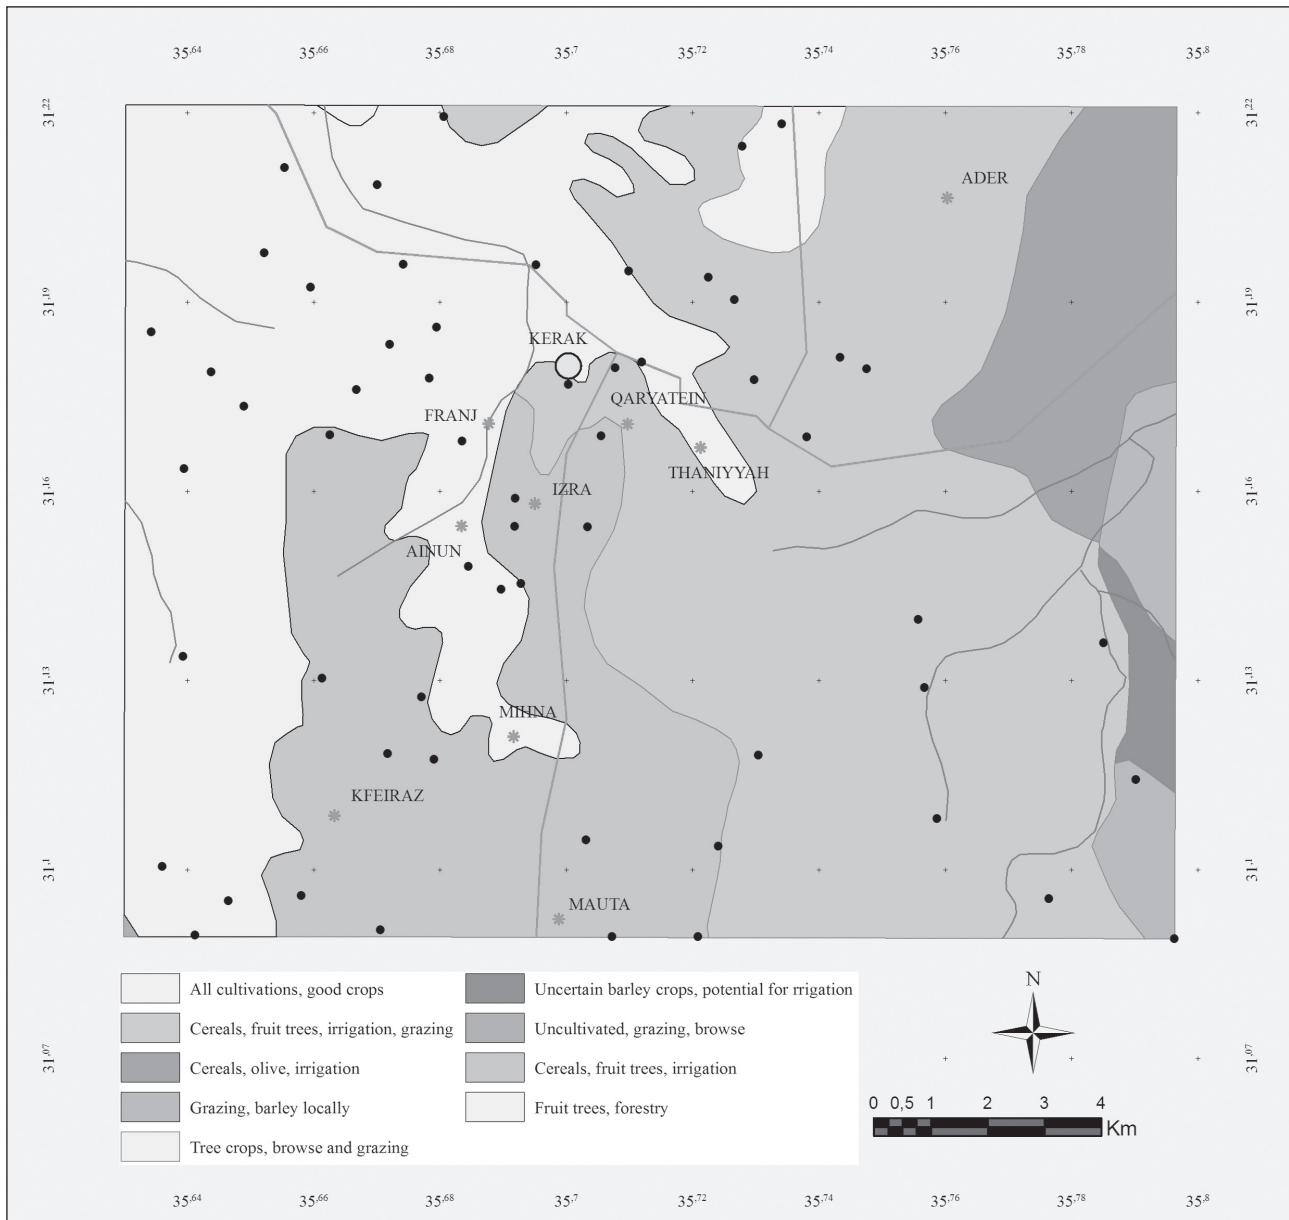 35.64 35.66 35.68 35.7 35.72 35.74 35.76 35.78 35.8
31.22 31.22
ADER
31.19 31.19
KERAK
QARYATEIN
FRANJ
THANIYYAH
IZRA
31.16 31.16
AINUN
31.13 31.13
MIHNA
KFEIRAZ
31.1 31.1
MAUTA
All cultivations, good crops
Cereals, fruit trees, irrigation, grazing
Cereals, olive, irrigation
Grazing, barley locally
Tree crops, browse and grazing
Uncertain barley crops, potential for rrigation
Uncultivated, grazing, browse
Cereals, fruit trees, irrigation
Fruit trees, forestry
N
31.07 31.07
0 0,5 1 2 3 4
Km
35.64 35.66 35.68 35.7 35.72 35.74 35.76 35.78 35.8